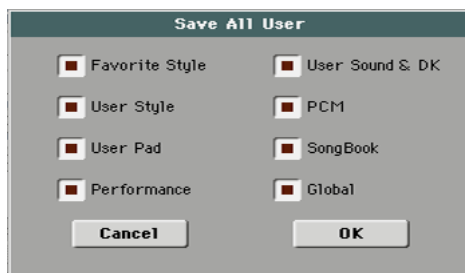 Save All User
Favorite Style
User Sound & DK
User Style
PCM
User Pad
SongBook
Performance
Global
Cancel
OK